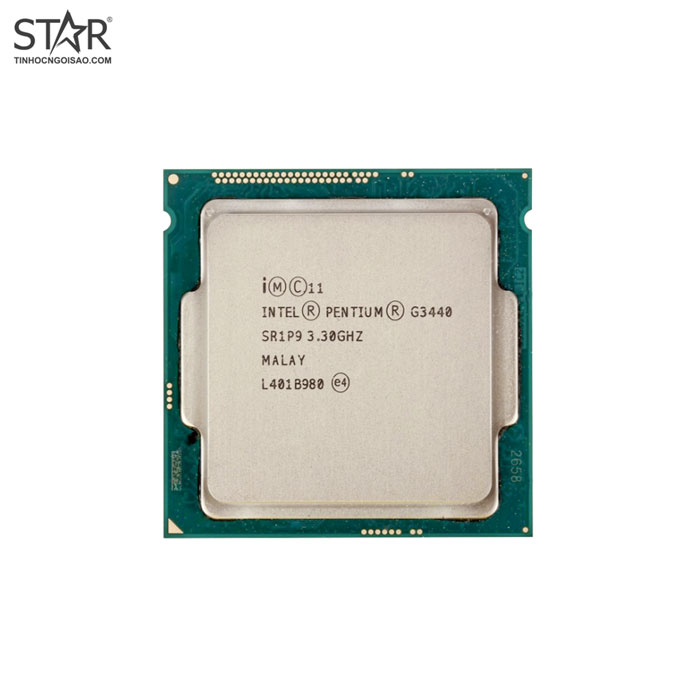 STAR®
TINHOCNGOISAO.COM
i Ⓜ Ⓒ 11
INTEL® PENTIUM® G3440
SR1P9 3.30GHZ
MALAY
L401B980 e4
2658